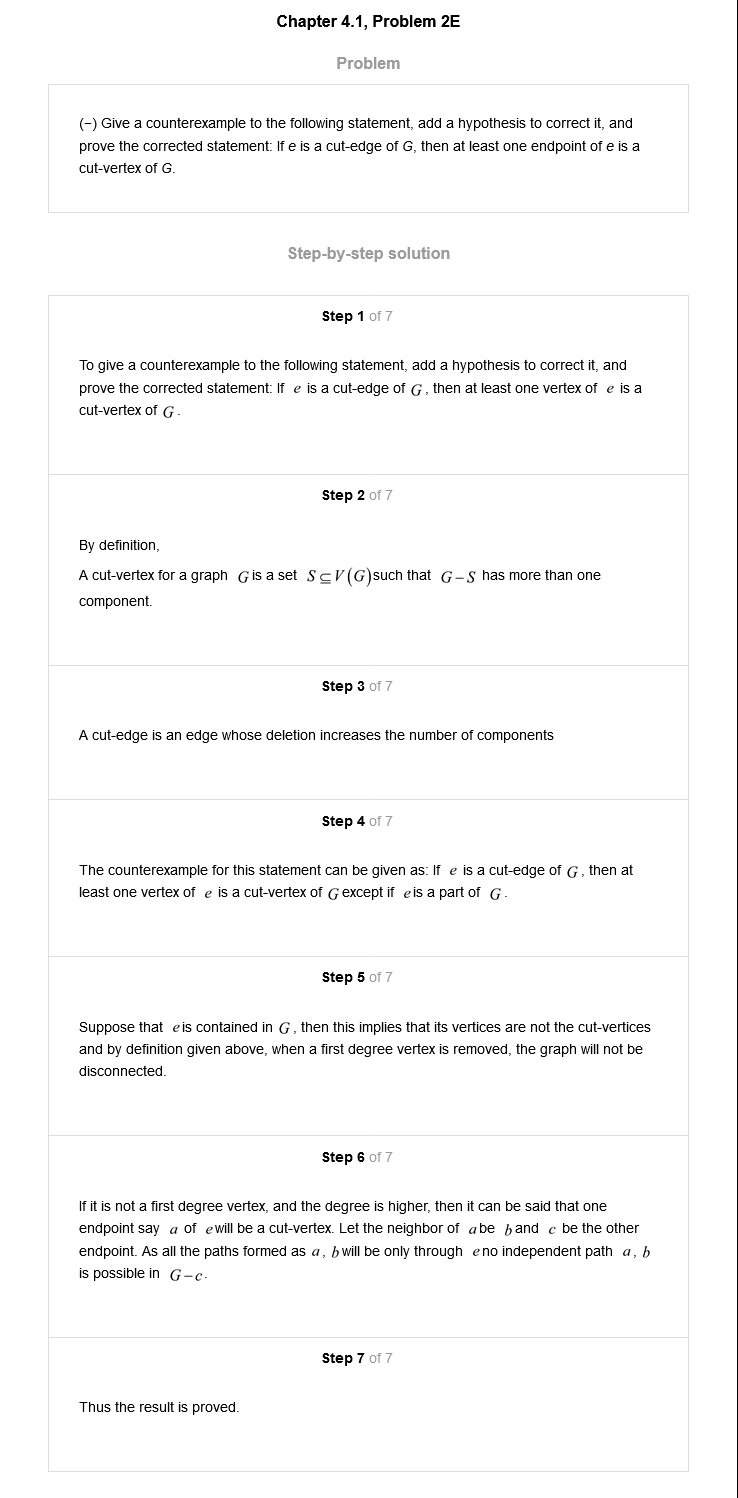 Chapter 4.1, Problem 2E
Problem
(−) Give a counterexample to the following statement, add a hypothesis to correct it, and
prove the corrected statement: If e is a cut-edge of G, then at least one endpoint of e is a
cut-vertex of G.
Step-by-step solution
Step 1 of 7
To give a counterexample to the following statement, add a hypothesis to correct it, and
prove the corrected statement: If e is a cut-edge of G, then at least one vertex of e is a
cut-vertex of G.
Step 2 of 7
By definition,
A cut-vertex for a graph G is a set S ⊆ V(G) such that G − S has more than one
component.
Step 3 of 7
A cut-edge is an edge whose deletion increases the number of components
Step 4 of 7
The counterexample for this statement can be given as: If e is a cut-edge of G, then at
least one vertex of e is a cut-vertex of G except if e is a part of G.
Step 5 of 7
Suppose that e is contained in G, then this implies that its vertices are not the cut-vertices
and by definition given above, when a first degree vertex is removed, the graph will not be
disconnected.
Step 6 of 7
If it is not a first degree vertex, and the degree is higher, then it can be said that one
endpoint say a of e will be a cut-vertex. Let the neighbor of a be b and c be the other
endpoint. As all the paths formed as a, b will be only through e no independent path a, b
is possible in G − c.
Step 7 of 7
Thus the result is proved.